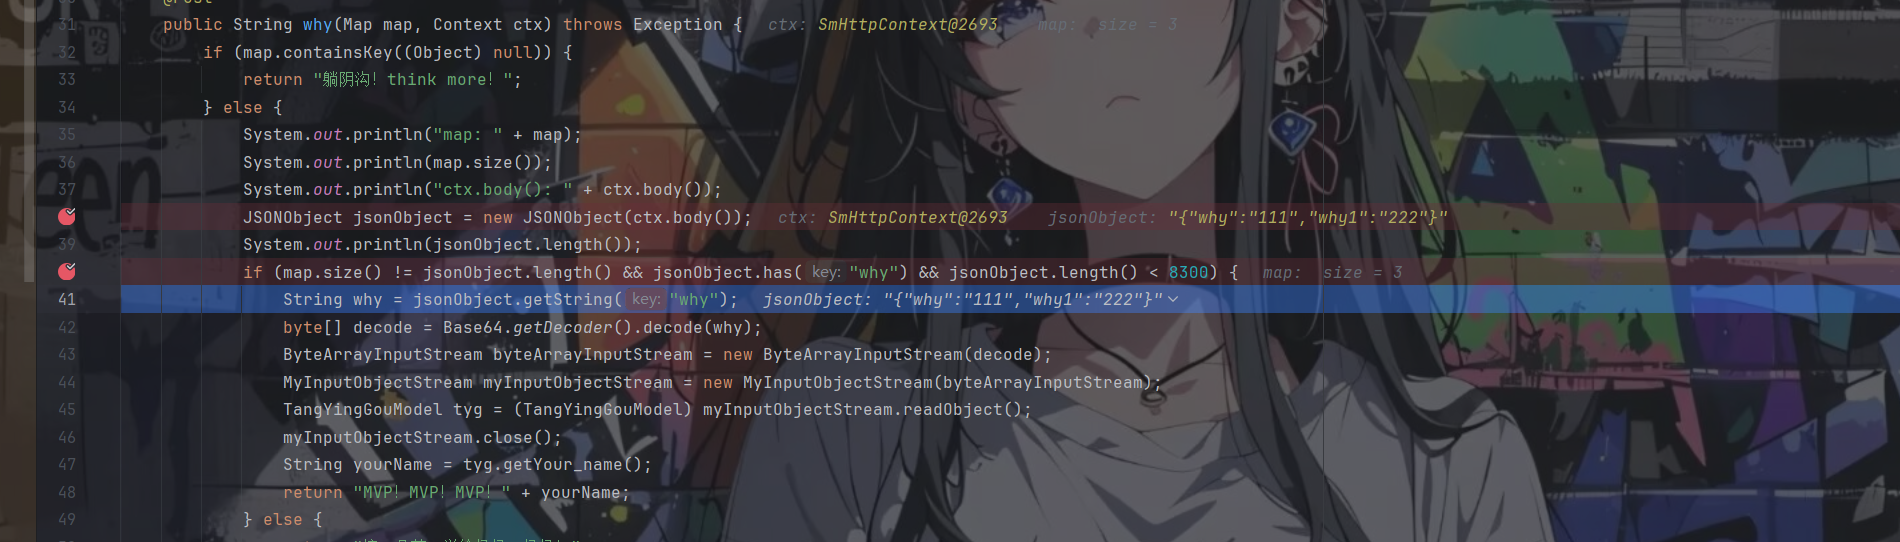 @Post
31 public String why(Map map, Context ctx) throws Exception { ctx: SmHttpContext@2693 map: size = 3
32 if (map.containsKey((Object) null)) {
33 return "躺阴沟！think more！";
34 } else {
35 System.out.println("map: " + map);
36 System.out.println(map.size());
37 System.out.println("ctx.body(): " + ctx.body());
JSONObject jsonObject = new JSONObject(ctx.body()); ctx: SmHttpContext@2693 jsonObject: "{"why":"111","why1":"222"}"
39 System.out.println(jsonObject.length());
if (map.size() != jsonObject.length() && jsonObject.has( key: "why") && jsonObject.length() < 8300) { map: size = 3
41 String why = jsonObject.getString( key: "why"); jsonObject: "{"why":"111","why1":"222"}"
42 byte[] decode = Base64.getDecoder().decode(why);
43 ByteArrayInputStream byteArrayInputStream = new ByteArrayInputStream(decode);
44 MyInputObjectStream myInputObjectStream = new MyInputObjectStream(byteArrayInputStream);
45 TangYingGouModel tyg = (TangYingGouModel) myInputObjectStream.readObject();
46 myInputObjectStream.close();
47 String yourName = tyg.getYour_name();
48 return "MVP！MVP！MVP！" + yourName;
49 } else {